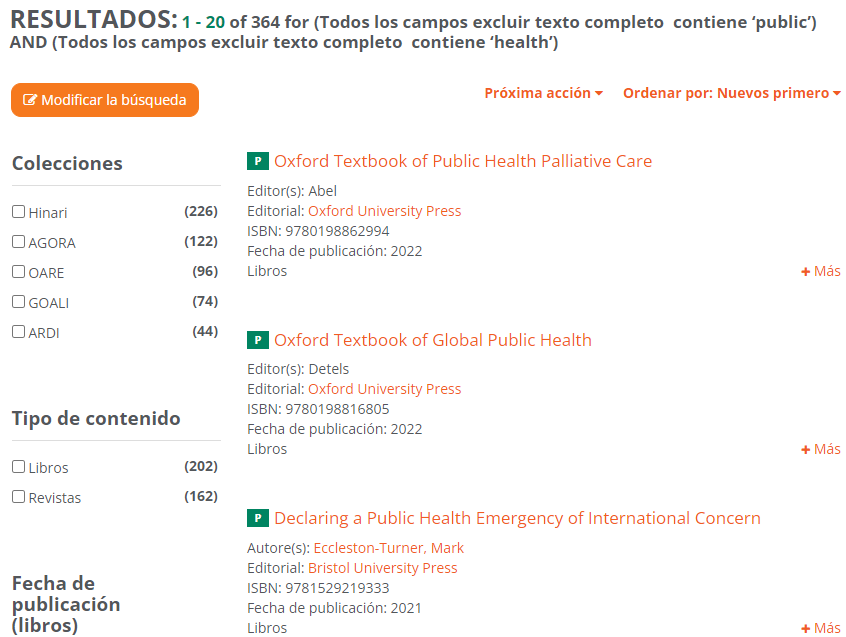 RESULTADOS: 1 - 20 of 364 for (Todos los campos excluir texto completo contiene ‘public’)
AND (Todos los campos excluir texto completo contiene ‘health’)
Modificar la búsqueda
Próxima acción
Ordenar por: Nuevos primero
Colecciones
Hinari (226)
AGORA (122)
OARE (96)
GOALI (74)
ARDI (44)
Tipo de contenido
Libros (202)
Revistas (162)
Fecha de
publicación
(libros)
P Oxford Textbook of Public Health Palliative Care
Editor(s): Abel
Editorial: Oxford University Press
ISBN: 9780198862994
Fecha de publicación: 2022
Libros
+ Más
P Oxford Textbook of Global Public Health
Editor(s): Detels
Editorial: Oxford University Press
ISBN: 9780198816805
Fecha de publicación: 2022
Libros
+ Más
P Declaring a Public Health Emergency of International Concern
Autore(s): Eccleston-Turner, Mark
Editorial: Bristol University Press
ISBN: 9781529219333
Fecha de publicación: 2021
Libros
+ Más